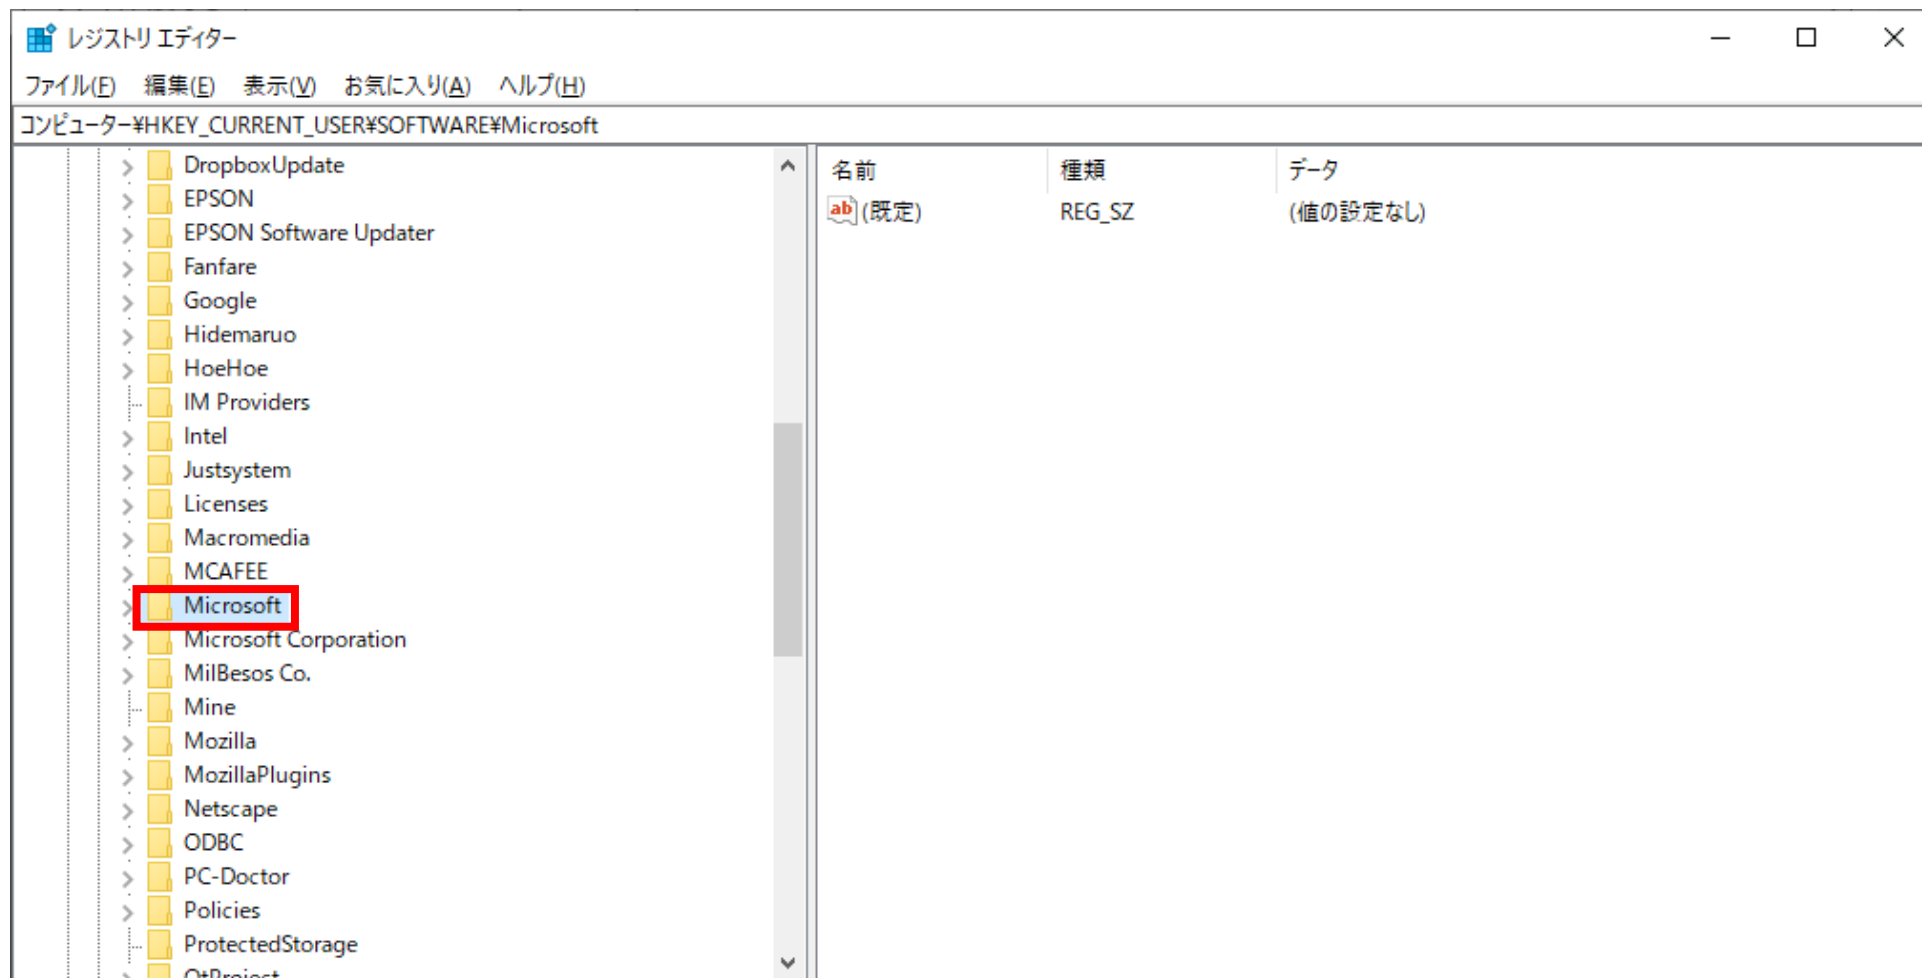 レジストリ エディター
ファイル(F) 編集(E) 表示(V) お気に入り(A) ヘルプ(H)
コンピューター¥HKEY_CURRENT_USER¥SOFTWARE¥Microsoft
DropboxUpdate
EPSON
EPSON Software Updater
Fanfare
Google
Hidemaruo
HoeHoe
IM Providers
Intel
Justsystem
Licenses
Macromedia
MCAFEE
Microsoft
Microsoft Corporation
MilBesos Co.
Mine
Mozilla
MozillaPlugins
Netscape
ODBC
PC-Doctor
Policies
ProtectedStorage
QtProject
名前 種類 データ
ab (既定) REG_SZ (値の設定なし)